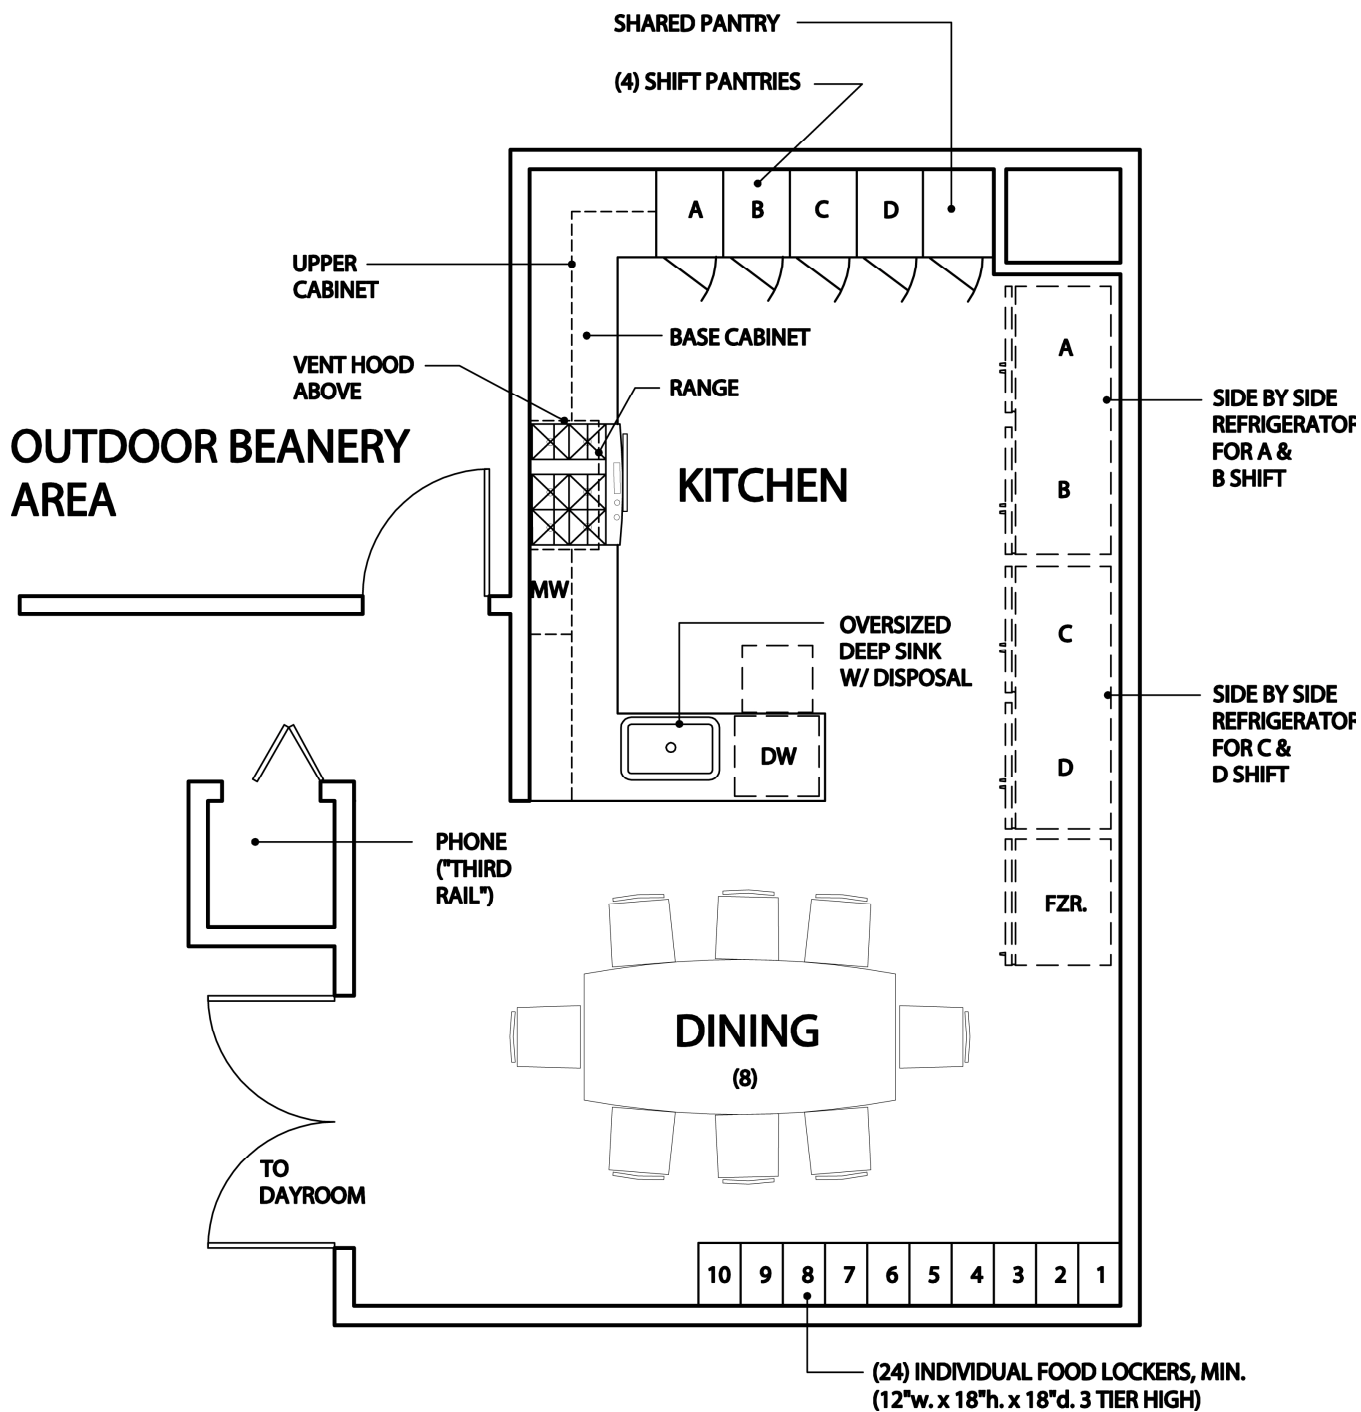 SHARED PANTRY
(4) SHIFT PANTRIES
A B C D
UPPER
CABINET
BASE CABINET
VENT HOOD
ABOVE
RANGE
A
SIDE BY SIDE
REFRIGERATOR
FOR A &
B SHIFT
B
OUTDOOR BEANERY
AREA
KITCHEN
MW
OVERSIZED
DEEP SINK
W/ DISPOSAL
C
SIDE BY SIDE
REFRIGERATOR
FOR C &
D SHIFT
D
DW
PHONE
("THIRD
RAIL")
FZR.
DINING
(8)
TO
DAYROOM
10 9 8 7 6 5 4 3 2 1
(24) INDIVIDUAL FOOD LOCKERS, MIN.
(12"w. x 18"h. x 18"d. 3 TIER HIGH)